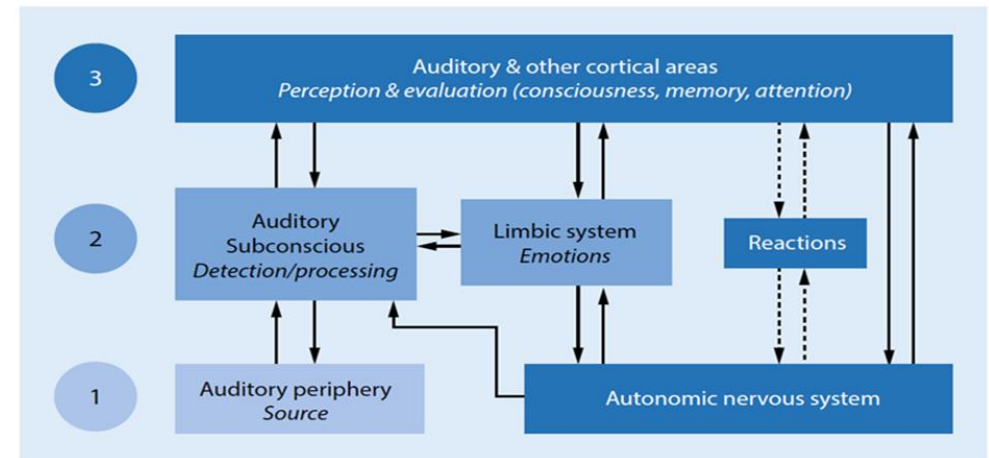 3
Auditory & other cortical areas
Perception & evaluation (consciousness, memory, attention)
2
Auditory
Subconscious
Detection/processing
Limbic system
Emotions
Reactions
1
Auditory periphery
Source
Autonomic nervous system